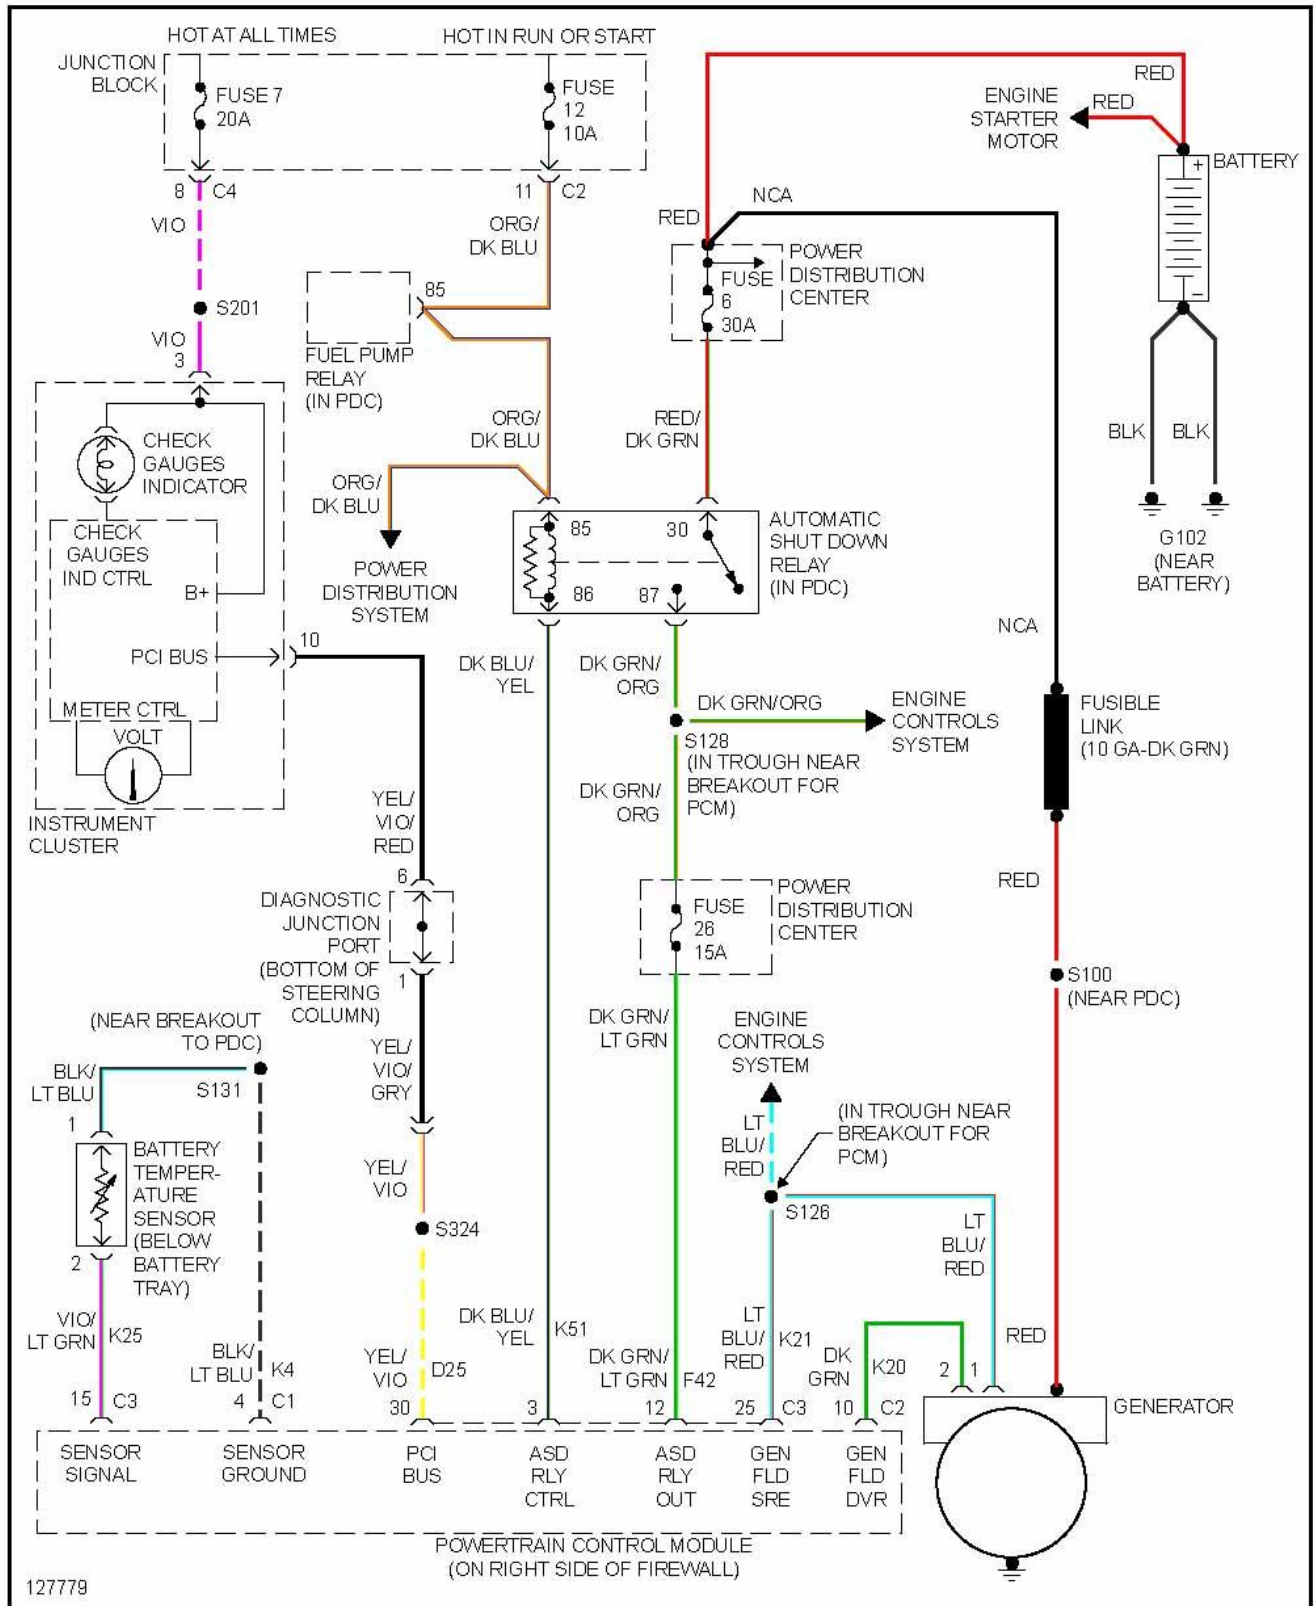 HOT AT ALL TIMES
HOT IN RUN OR START
JUNCTION
BLOCK
FUSE 7
20A
FUSE
12
10A
8
C4
11
C2
VIO
ORG/
DK BLU
S201
VIO
3
85
FUEL PUMP
RELAY
(IN PDC)
RED
RED
ENGINE
STARTER
MOTOR
BATTERY
+
–
NCA
RED
POWER
DISTRIBUTION
CENTER
FUSE
6
30A
BLK
BLK
G102
(NEAR
BATTERY)
ORG/
DK BLU
RED/
DK GRN
ORG/
DK BLU
POWER
DISTRIBUTION
SYSTEM
85
30
86
87
AUTOMATIC
SHUT DOWN
RELAY
(IN PDC)
CHECK
GAUGES
INDICATOR
CHECK
GAUGES
IND CTRL
B+
PCI BUS
10
METER CTRL
VOLT
INSTRUMENT
CLUSTER
NCA
DK BLU/
YEL
DK GRN/
ORG
DK GRN/ORG
ENGINE
CONTROLS
SYSTEM
S128
(IN TROUGH NEAR
BREAKOUT FOR
PCM)
DK GRN/
ORG
FUSIBLE
LINK
(10 GA-DK GRN)
YEL/
VIO/
RED
6
DIAGNOSTIC
JUNCTION
PORT
(BOTTOM OF
STEERING
COLUMN)
1
FUSE
26
15A
POWER
DISTRIBUTION
CENTER
RED
S100
(NEAR PDC)
(NEAR BREAKOUT
TO PDC)
BLK/
LT BLU
S131
1
BATTERY
TEMPER-
ATURE
SENSOR
(BELOW
BATTERY
TRAY)
2
YEL/
VIO/
GRY
DK GRN/
LT GRN
ENGINE
CONTROLS
SYSTEM
LT
BLU/
RED
(IN TROUGH NEAR
BREAKOUT FOR
PCM)
YEL/
VIO
S324
S126
LT
BLU/
RED
VIO/
LT GRN
K25
BLK/
LT BLU
K4
YEL/
VIO
D25
DK BLU/
YEL
K51
DK GRN/
LT GRN
F42
LT
BLU/
RED
K21
DK
GRN
K20
2
1
RED
15
C3
4
C1
30
3
12
25
C3
10
C2
GENERATOR
SENSOR
SIGNAL
SENSOR
GROUND
PCI
BUS
ASD
RLY
CTRL
ASD
RLY
OUT
GEN
FLD
SRE
GEN
FLD
DVR
POWERTRAIN CONTROL MODULE
(ON RIGHT SIDE OF FIREWALL)
127779